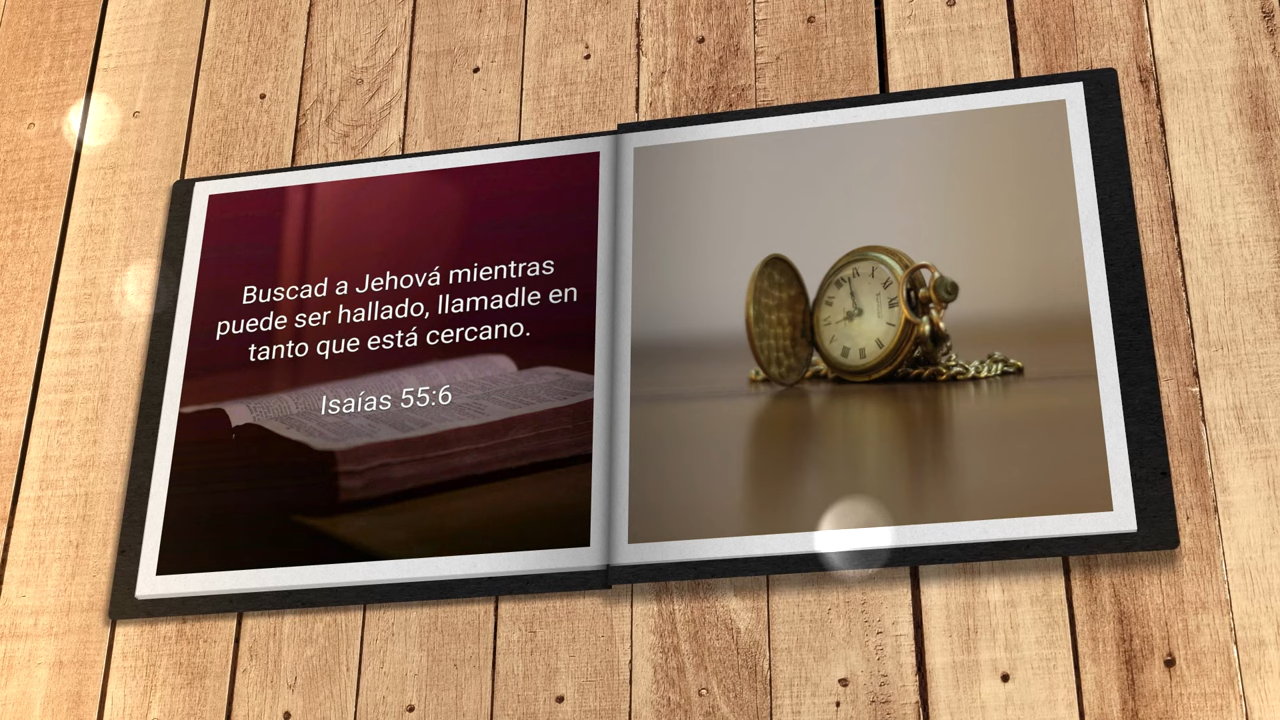 Buscad a Jehová mientras
puede ser hallado, llamadle en
tanto que está cercano.
Isaías 55:6